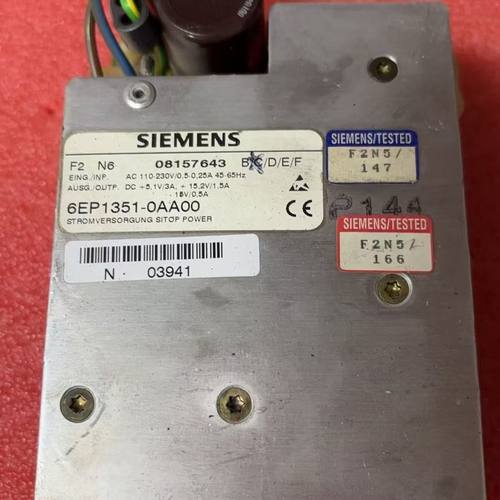 SIEMENS
F2 N6 08157643 B/C/D/E/F
EING./INP. AC 110-230V/0,5-0,25A 45-65Hz
AUSG./OUTP. DC +5,1V/3A, + 15,2V/1,5A
- 18V/0,5A
6EP1351-0AA00
STROMVERSORGUNG SITOP POWER
CE
N 03941
SIEMENS/TESTED
F2N5/
147
P144
SIEMENS/TESTED
F2N5/
166